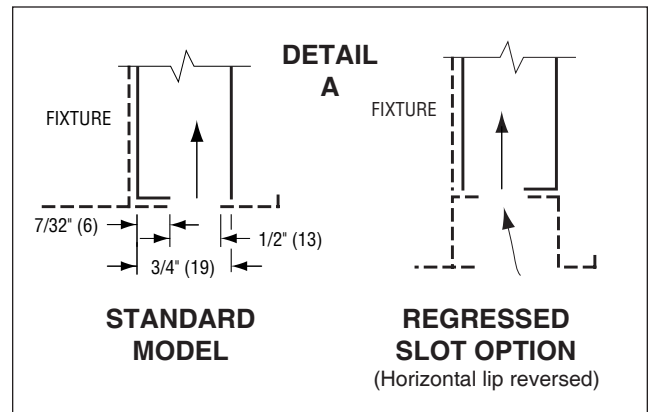 DETAIL
A
FIXTURE
7/32" (6)
1/2" (13)
3/4" (19)
STANDARD
MODEL
FIXTURE
REGRESSED
SLOT OPTION
(Horizontal lip reversed)